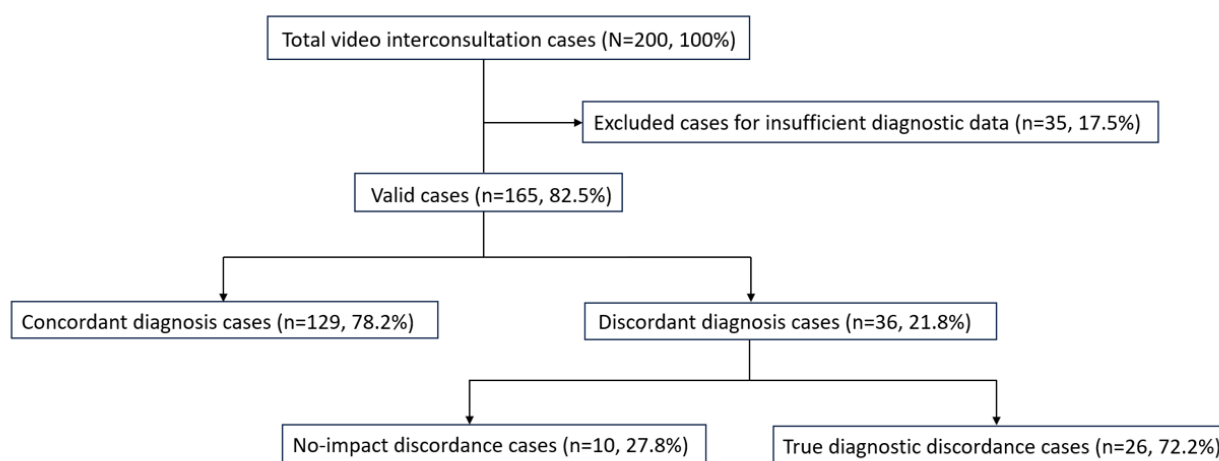 Total video interconsultation cases (N=200, 100%)
Excluded cases for insufficient diagnostic data (n=35, 17.5%)
Valid cases (n=165, 82.5%)
Concordant diagnosis cases (n=129, 78.2%)
Discordant diagnosis cases (n=36, 21.8%)
No-impact discordance cases (n=10, 27.8%)
True diagnostic discordance cases (n=26, 72.2%)